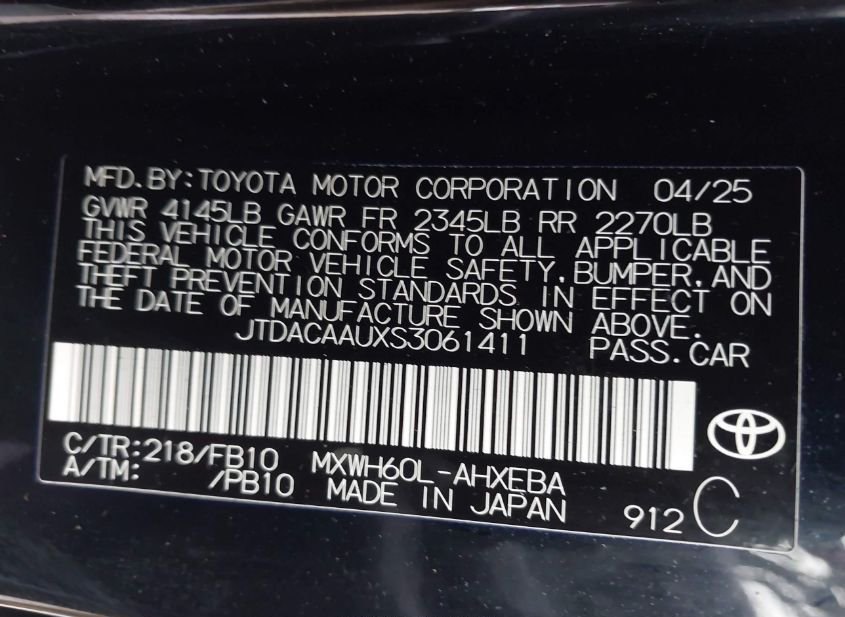 MFD.BY:TOYOTA MOTOR CORPORATION 04/25
GVWR 4145LB GAWR FR 2345LB RR 2270LB
THIS VEHICLE CONFORMS TO ALL APPLICABLE
FEDERAL MOTOR VEHICLE SAFETY,BUMPER,AND
THEFT PREVENTION STANDARDS IN EFFECT ON
THE DATE OF MANUFACTURE SHOWN ABOVE.
JTDACAAUXS3061411 PASS.CAR
C/TR:218/FB10 MXWH60L-AHXEBA
A/TM: /PB10 MADE IN JAPAN 912 C